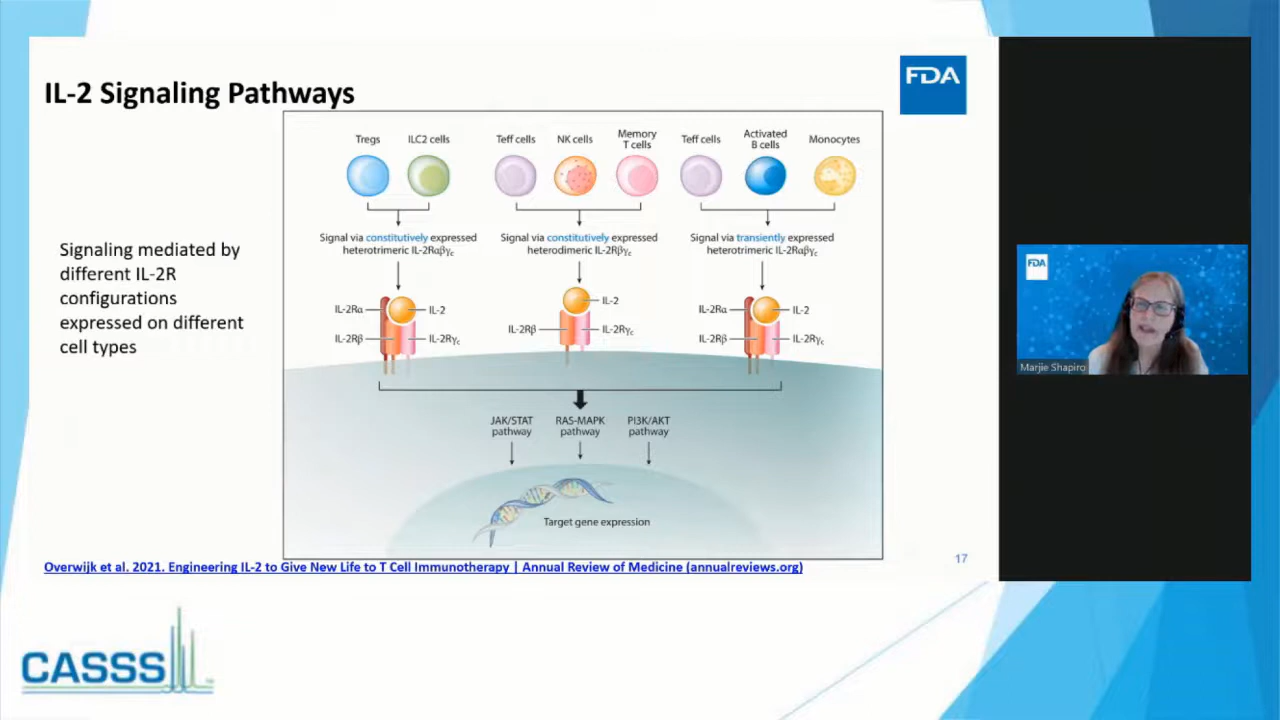 IL-2 Signaling Pathways
FDA
Tregs
ILC2 cells
Teff cells
NK cells
Memory
T cells
Teff cells
Activated
B cells
Monocytes
Signal via constitutively expressed
heterotrimeric IL-2Rαβγc
Signal via constitutively expressed
heterodimeric IL-2Rβγc
Signal via transiently expressed
heterotrimeric IL-2Rαβγc
Signaling mediated by
different IL-2R
configurations
expressed on different
cell types
IL-2Rα
IL-2
IL-2Rβ
IL-2Rγc
IL-2
IL-2Rβ
IL-2Rγc
IL-2Rα
IL-2
IL-2Rβ
IL-2Rγc
JAK/STAT
pathway
RAS-MAPK
pathway
PI3K/AKT
pathway
Target gene expression
Overwijk et al. 2021. Engineering IL-2 to Give New Life to T Cell Immunotherapy | Annual Review of Medicine (annualreviews.org)
17
FDA
Marjie Shapiro
CASSS